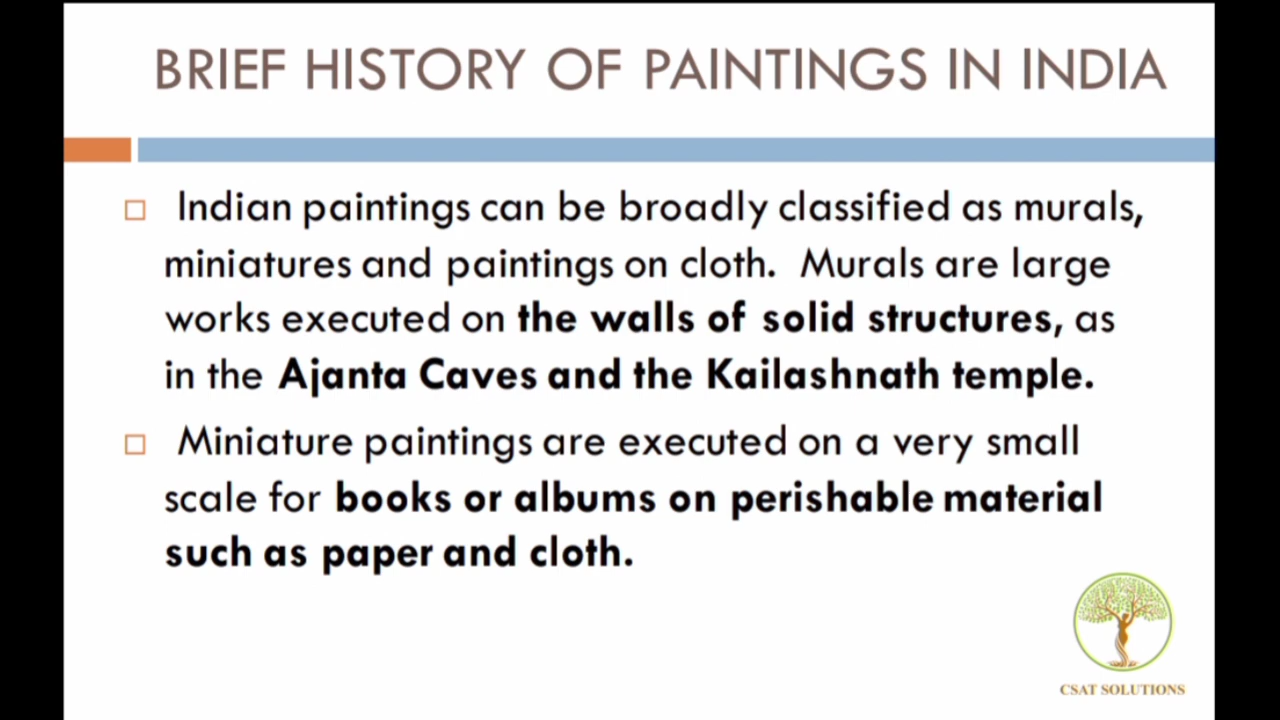 BRIEF HISTORY OF PAINTINGS IN INDIA
Indian paintings can be broadly classified as murals,
miniatures and paintings on cloth. Murals are large
works executed on the walls of solid structures, as
in the Ajanta Caves and the Kailashnath temple.
Miniature paintings are executed on a very small
scale for books or albums on perishable material
such as paper and cloth.
CSAT SOLUTIONS